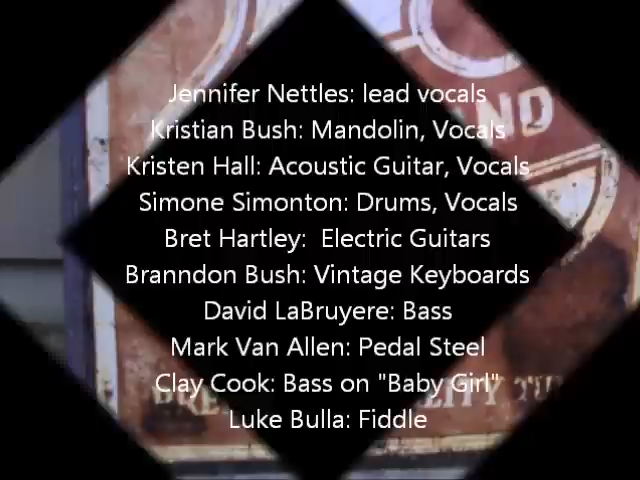 ND
Jennifer Nettles: lead vocals
Kristian Bush: Mandolin, Vocals
Kristen Hall: Acoustic Guitar, Vocals
Simone Simonton: Drums, Vocals
Bret Hartley:  Electric Guitars
Branndon Bush: Vintage Keyboards
David LaBruyere: Bass
Mark Van Allen: Pedal Steel
Clay Cook: Bass on "Baby Girl"
Luke Bulla: Fiddle